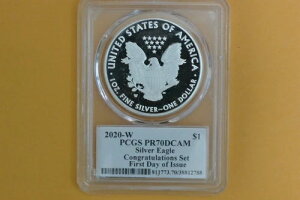 UNITED STATES OF AMERICA
1 OZ. FINE SILVER~ONE DOLLAR
2020-W $1
PCGS PR70DCAM
Silver Eagle
Congratulations Set
First Day of Issue